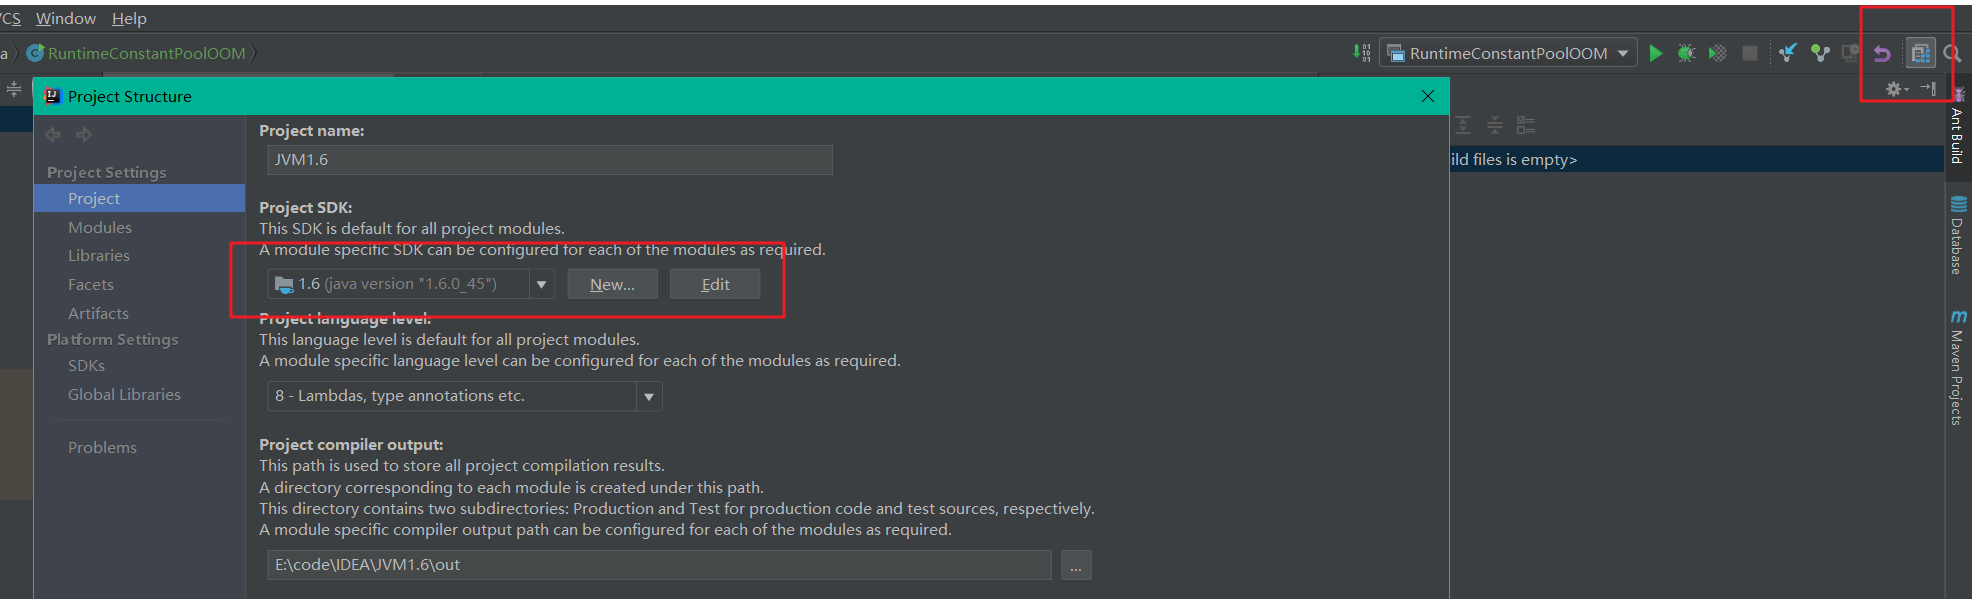 VCS Window Help
a RuntimeConstantPoolOOM
RuntimeConstantPoolOOM
Project Structure
Project name:
JVM1.6
Project Settings
Project
Modules
Libraries
Facets
Artifacts
Platform Settings
SDKs
Global Libraries
Problems
Project SDK:
This SDK is default for all project modules.
A module specific SDK can be configured for each of the modules as required.
1.6 (java version "1.6.0_45")
New...
Edit
Project language level:
This language level is default for all project modules.
A module specific language level can be configured for each of the modules as required.
8 - Lambdas, type annotations etc.
Project compiler output:
This path is used to store all project compilation results.
A directory corresponding to each module is created under this path.
This directory contains two subdirectories: Production and Test for production code and test sources, respectively.
A module specific compiler output path can be configured for each of the modules as required.
E:\code\IDEA\JVM1.6\out
...
ild files is empty>
Ant Build
Database
Maven Projects